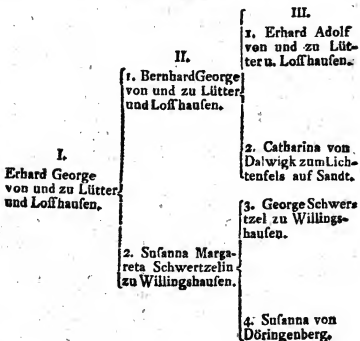 I.
Erhard George
von und zu Lütter
und Loſſhauſen.
II.
1. BernhardGeorge
von und zu Lütter
und Loſſhauſen.
2. Suſanna Marga-
reta Schwertzelin
zu Willingshauſen.
III.
1. Erhard Adolf
von und zu Lüt-
ter u. Loſſhauſen.
2. Catharina von
Dalwigk zum Lich-
tenfels auf Sandt.
3. George Schwer-
tzel zu Willings-
hauſen.
4. Suſanna von
Döringenberg.